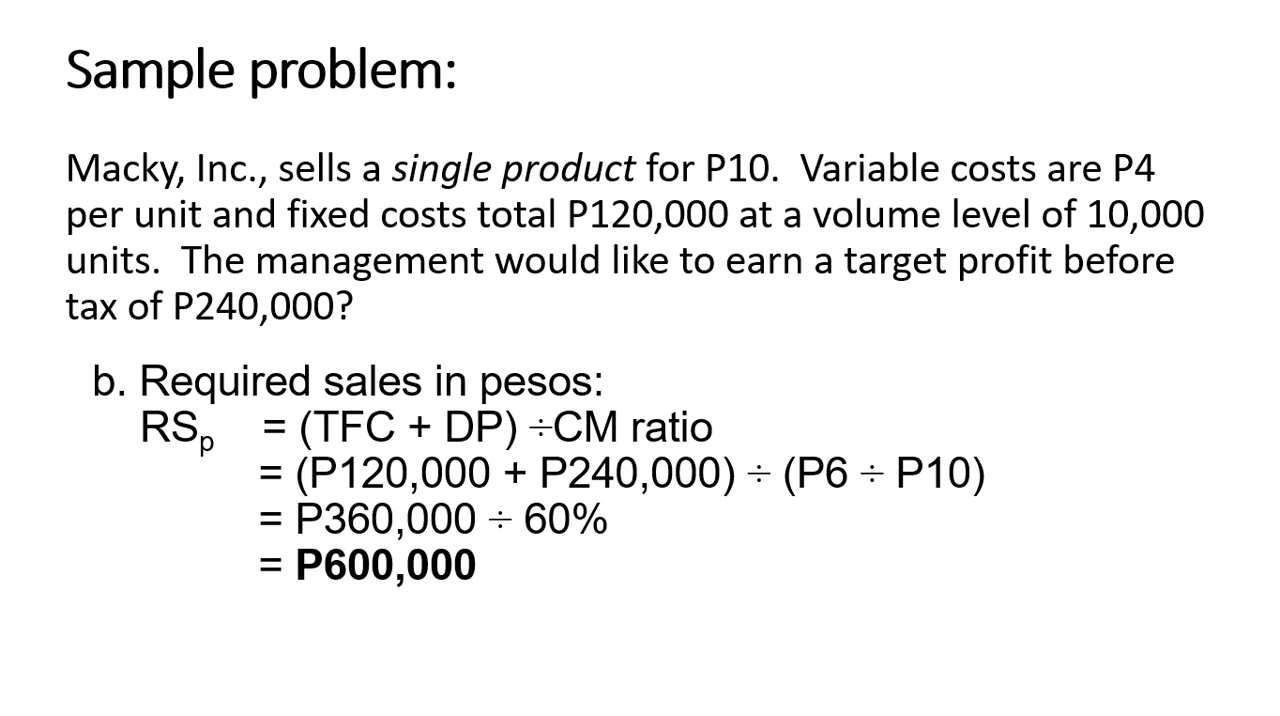 Sample problem:
Macky, Inc., sells a single product for P10.  Variable costs are P4
per unit and fixed costs total P120,000 at a volume level of 10,000
units.  The management would like to earn a target profit before
tax of P240,000?
b. Required sales in pesos:
RSp = (TFC + DP) ÷CM ratio
= (P120,000 + P240,000) ÷ (P6 ÷ P10)
= P360,000 ÷ 60%
= P600,000